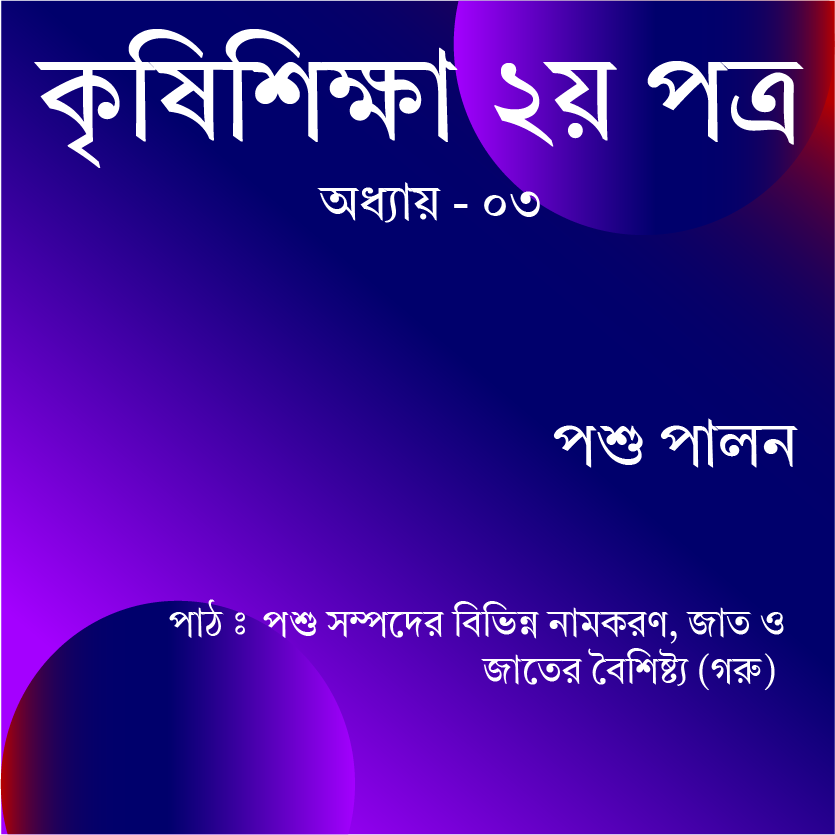 কৃষিশিক্ষা ২য় পত্র
অধ্যায় - ০৩
পশু পালন
পাঠ ঃ পশু সম্পদের বিভিন্ন নামকরণ, জাত ও
জাতের বৈশিষ্ট্য (গরু)